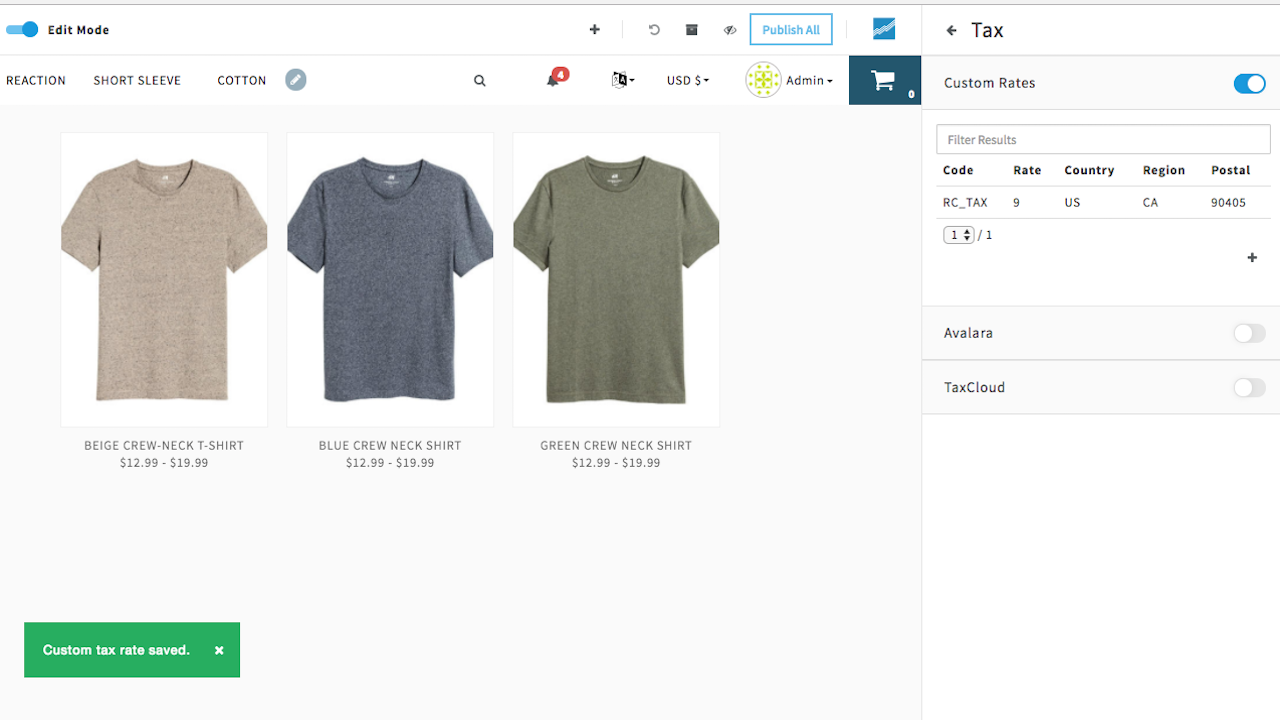 Edit Mode
Publish All
REACTION SHORT SLEEVE COTTON
4
USD $
Admin
0
BEIGE CREW-NECK T-SHIRT
$12.99 - $19.99
BLUE CREW NECK SHIRT
$12.99 - $19.99
GREEN CREW NECK SHIRT
$12.99 - $19.99
Custom tax rate saved.
Tax
Custom Rates
Filter Results
Code Rate Country Region Postal
RC_TAX 9 US CA 90405
1 / 1
Avalara
TaxCloud